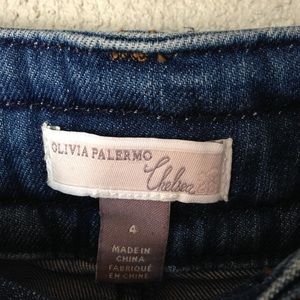 OLIVIA PALERMO
Chelsea28
4
MADE IN
CHINA
FABRIQUÉ
EN CHINE